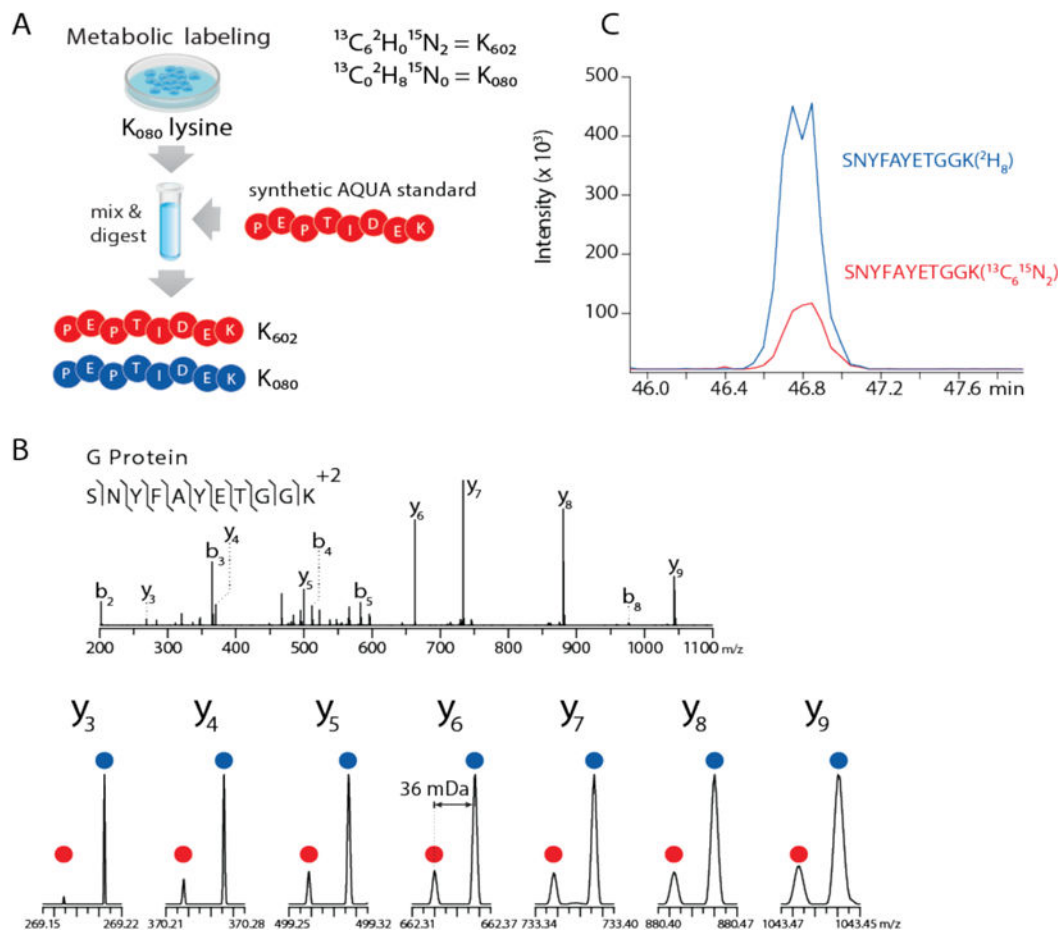 A
Metabolic labeling
K₀₈₀ lysine
¹³C₆²H₀¹⁵N₂ = K₆₀₂
¹³C₀²H₈¹⁵N₀ = K₀₈₀
mix &
digest
synthetic AQUA standard
P E P T I D E K
P E P T I D E K K₆₀₂
P E P T I D E K K₀₈₀
C
Intensity (x 10³)
500
400
300
200
100
SNYFAYETGGK(²H₈)
SNYFAYETGGK(¹³C₆¹⁵N₂)
46.0 46.4 46.8 47.2 47.6 min
B
G Protein
SNYFAYETGGK⁺²
b₂ y₃ b₃ y₄ y₅ b₄ b₅ y₆ y₇ y₈ b₈ y₉
200 300 400 500 600 700 800 900 1000 1100 m/z
y₃ y₄ y₅ y₆ y₇ y₈ y₉
36 mDa
269.15 269.22 370.21 370.28 499.25 499.32 662.31 662.37 733.34 733.40 880.40 880.47 1043.47 1043.45 m/z